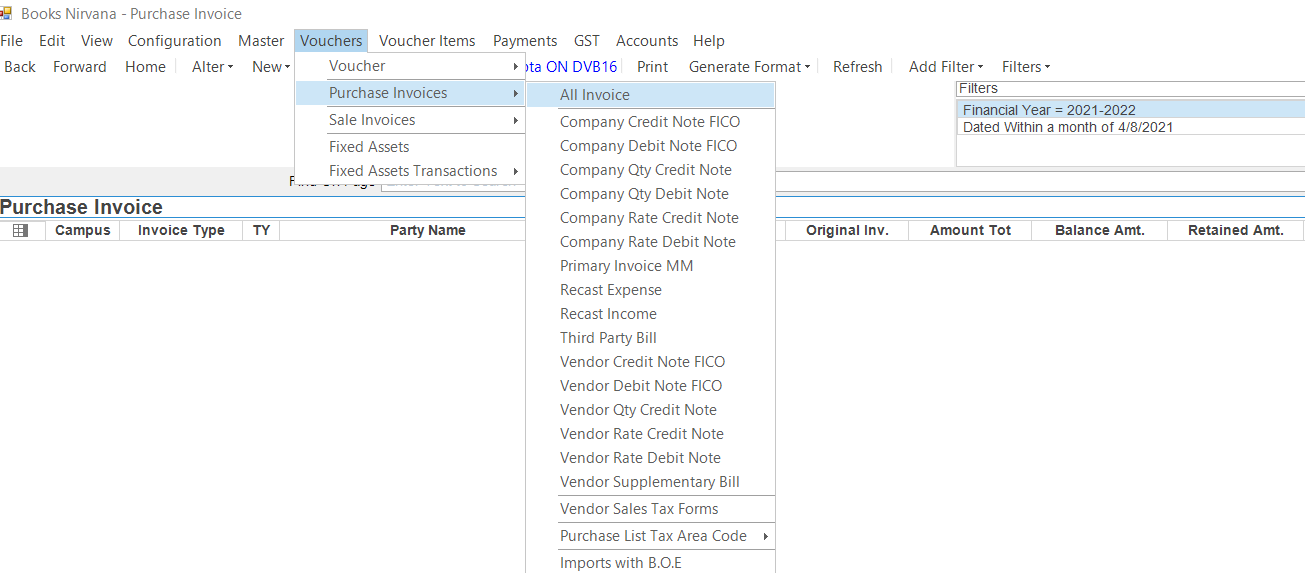 Books Nirvana - Purchase Invoice
File Edit View Configuration Master Vouchers Voucher Items Payments GST Accounts Help
Back Forward Home Alter New ON DVB16 Print Generate Format Refresh Add Filter Filters
Voucher
Purchase Invoices
Sale Invoices
Fixed Assets
Fixed Assets Transactions
All Invoice
Company Credit Note FICO
Company Debit Note FICO
Company Qty Credit Note
Company Qty Debit Note
Company Rate Credit Note
Company Rate Debit Note
Primary Invoice MM
Recast Expense
Recast Income
Third Party Bill
Vendor Credit Note FICO
Vendor Debit Note FICO
Vendor Qty Credit Note
Vendor Rate Credit Note
Vendor Rate Debit Note
Vendor Supplementary Bill
Vendor Sales Tax Forms
Purchase List Tax Area Code
Imports with B.O.E
Filters
Financial Year = 2021-2022
Dated Within a month of 4/8/2021
Purchase Invoice
Campus Invoice Type TY Party Name Original Inv. Amount Tot Balance Amt. Retained Amt.